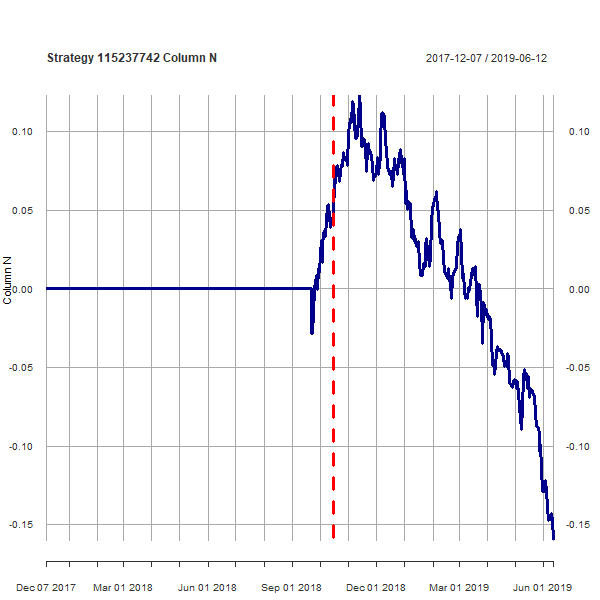 Strategy 115237742 Column N
2017-12-07 / 2019-06-12
0.10 0.10
0.05 0.05
Column N
0.00 0.00
-0.05 -0.05
-0.10 -0.10
-0.15 -0.15
Dec 07 2017 Mar 01 2018 Jun 01 2018 Sep 01 2018 Dec 01 2018 Mar 01 2019 Jun 01 2019